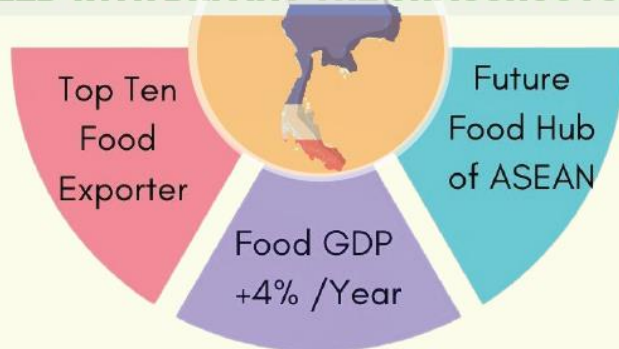 Top Ten
Food
Exporter
Food GDP
+4% /Year
Future
Food Hub
of ASEAN